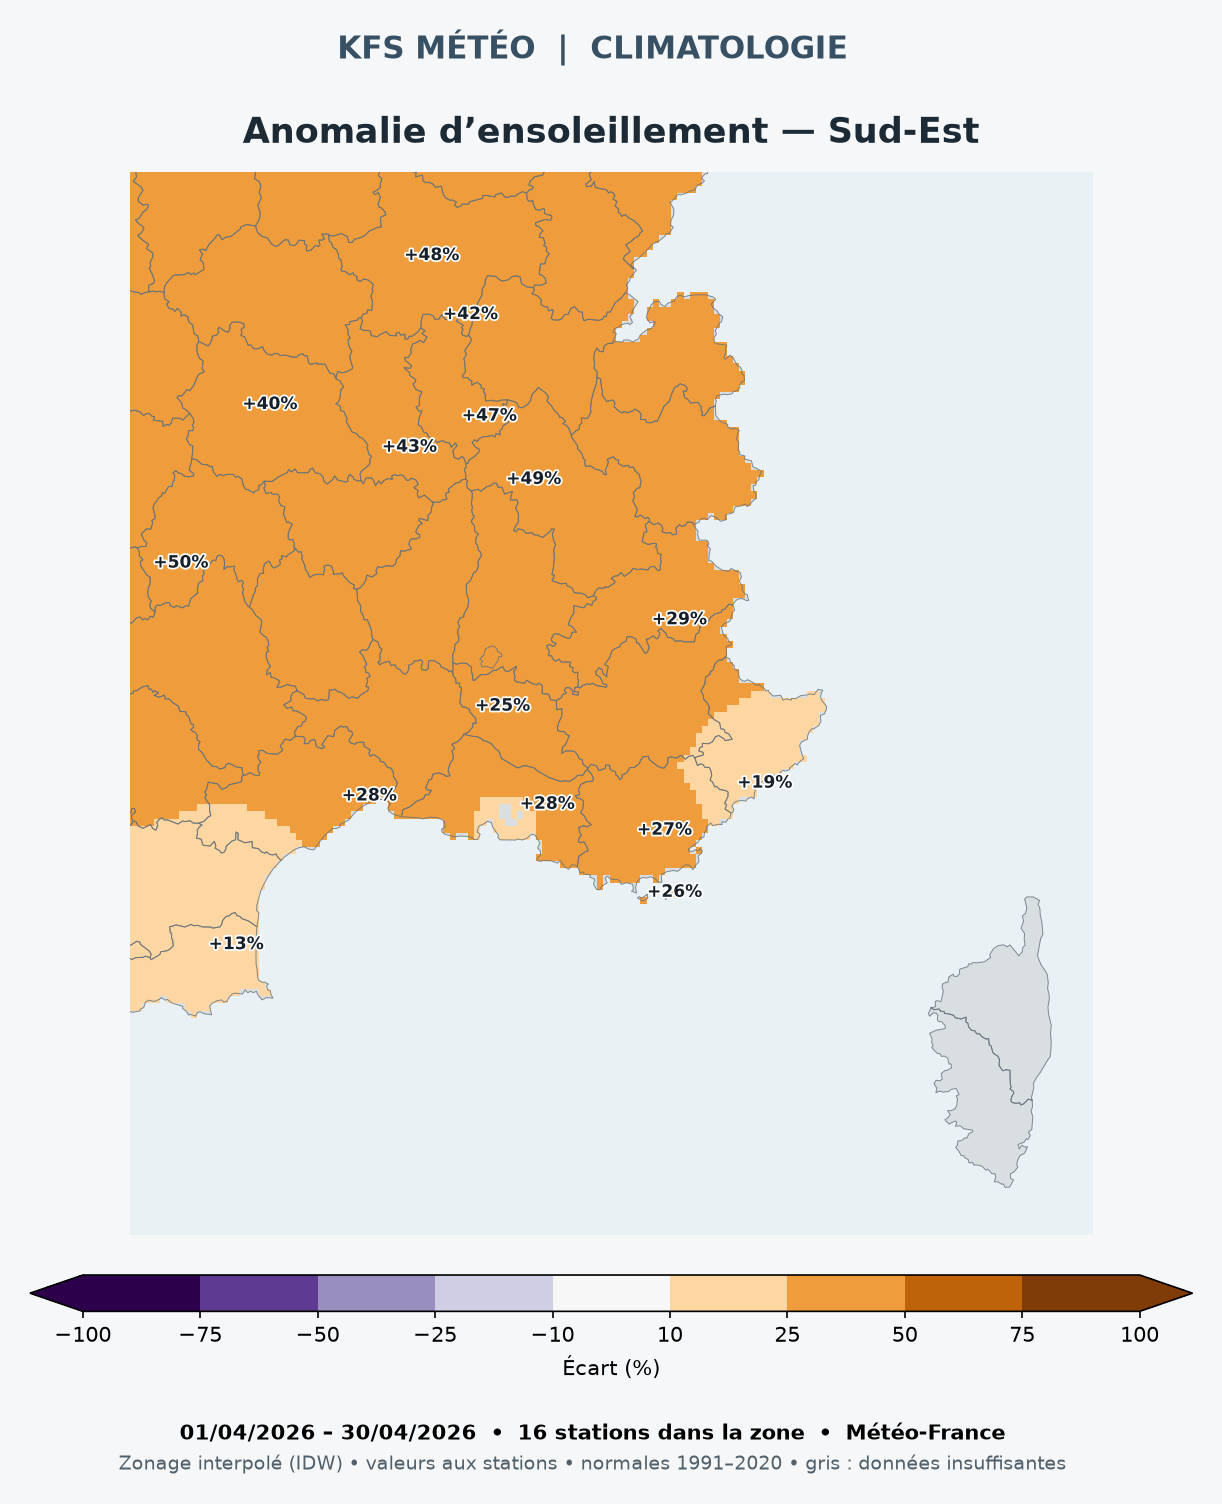 KFS MÉTÉO | CLIMATOLOGIE
Anomalie d’ensoleillement — Sud-Est
+48%
+42%
+40%
+47%
+43%
+49%
+50%
+29%
+25%
+19%
+28%
+28%
+27%
+26%
+13%
−100 −75 −50 −25 −10 10 25 50 75 100
Écart (%)
01/04/2026 – 30/04/2026 • 16 stations dans la zone • Météo-France
Zonage interpolé (IDW) • valeurs aux stations • normales 1991–2020 • gris : données insuffisantes